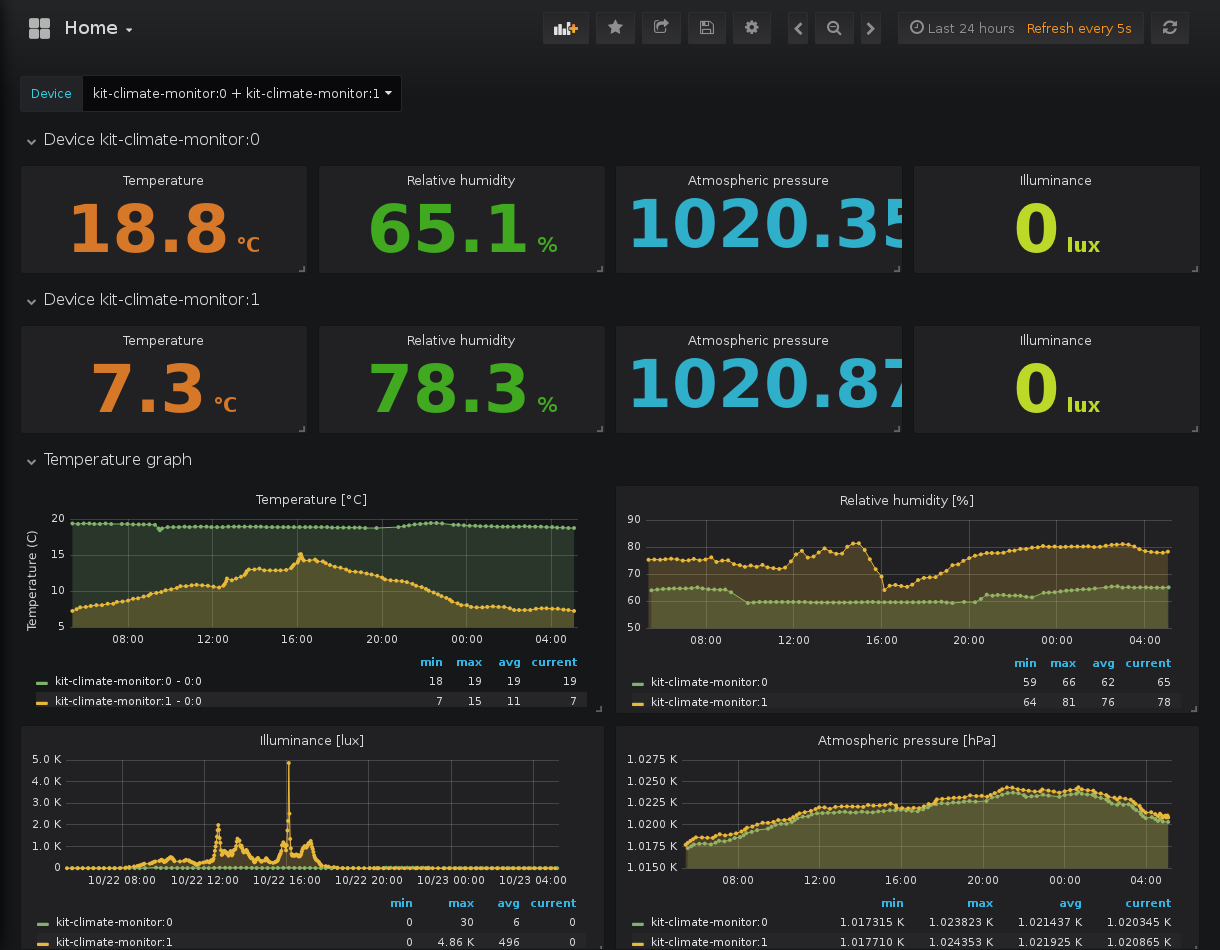 Home
Last 24 hours Refresh every 5s
Device kit-climate-monitor:0 + kit-climate-monitor:1
Device kit-climate-monitor:0
Temperature Relative humidity Atmospheric pressure Illuminance
18.8 °C 65.1 % 1020.35 0 lux
Device kit-climate-monitor:1
Temperature Relative humidity Atmospheric pressure Illuminance
7.3 °C 78.3 % 1020.87 0 lux
Temperature graph
Temperature [°C]
Temperature (C)
20
15
10
5
08:00 12:00 16:00 20:00 00:00 04:00
min max avg current
kit-climate-monitor:0 - 0:0 18 19 19 19
kit-climate-monitor:1 - 0:0 7 15 11 7
Relative humidity [%]
90
80
70
60
50
08:00 12:00 16:00 20:00 00:00 04:00
min max avg current
kit-climate-monitor:0 59 66 62 65
kit-climate-monitor:1 64 81 76 78
Illuminance [lux]
5.0 K
4.0 K
3.0 K
2.0 K
1.0 K
0
10/22 08:00 10/22 12:00 10/22 16:00 10/22 20:00 10/23 00:00 10/23 04:00
min max avg current
kit-climate-monitor:0 0 30 6 0
kit-climate-monitor:1 0 4.86 K 496 0
Atmospheric pressure [hPa]
1.0275 K
1.0250 K
1.0225 K
1.0200 K
1.0175 K
1.0150 K
08:00 12:00 16:00 20:00 00:00 04:00
min max avg current
kit-climate-monitor:0 1.017315 K 1.023823 K 1.021437 K 1.020345 K
kit-climate-monitor:1 1.017710 K 1.024353 K 1.021925 K 1.020865 K